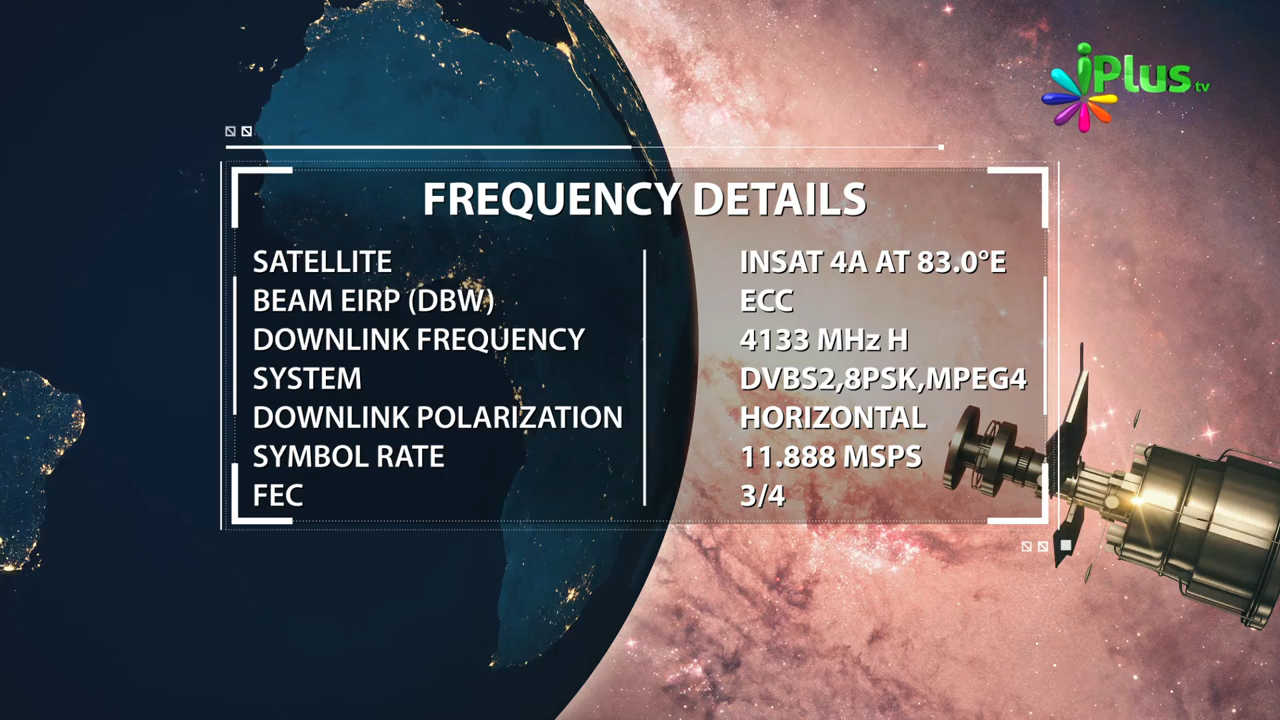 iPlus tv
FREQUENCY DETAILS
SATELLITE INSAT 4A AT 83.0°E
BEAM EIRP (DBW) ECC
DOWNLINK FREQUENCY 4133 MHz H
SYSTEM DVBS2,8PSK,MPEG4
DOWNLINK POLARIZATION HORIZONTAL
SYMBOL RATE 11.888 MSPS
FEC 3/4